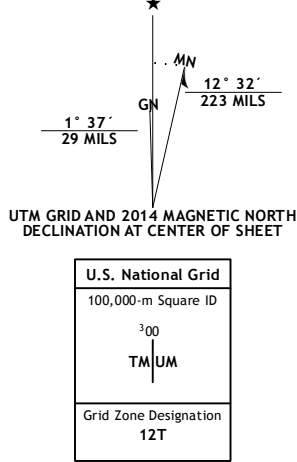 ★
MN
GN
12° 32´
223 MILS
1° 37´
29 MILS
UTM GRID AND 2014 MAGNETIC NORTH
DECLINATION AT CENTER OF SHEET
U.S. National Grid
100,000-m Square ID
³00
TM UM
Grid Zone Designation
12T